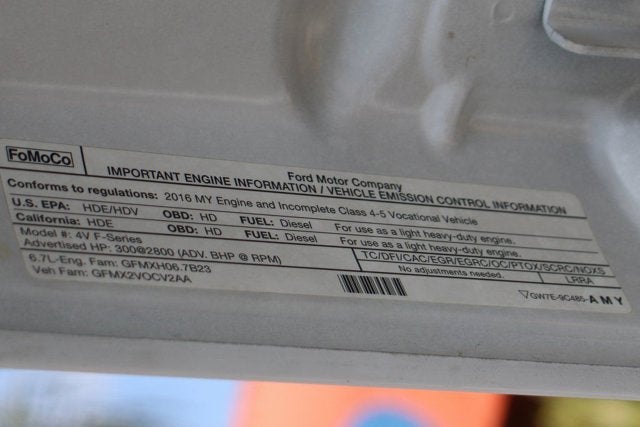 FoMoCo
Ford Motor Company
IMPORTANT ENGINE INFORMATION / VEHICLE EMISSION CONTROL INFORMATION
Conforms to regulations: 2016 MY Engine and Incomplete Class 4-5 Vocational Vehicle
U.S. EPA: HDE/HDV OBD: HD FUEL: Diesel For use as a light heavy-duty engine.
California: HDE OBD: HD FUEL: Diesel For use as a light heavy-duty engine.
Model #: 4V F-Series
Advertised HP: 300@2800 (ADV. BHP @ RPM) TC/DFI/CAC/EGR/EGRC/OC/PTOX/SCRC/NOXS
6.7L-Eng. Fam: GFMXH06.7B23 No adjustments needed. LRRA
Veh Fam: GFMX2VOCV2AA
GW7E-9C485-AMY